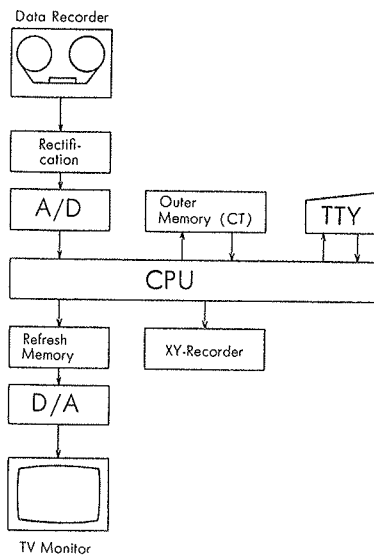 Data Recorder
Rectifi-
cation
A/D
Outer
Memory (CT)
TTY
CPU
Refresh
Memory
XY-Recorder
D/A
TV Monitor